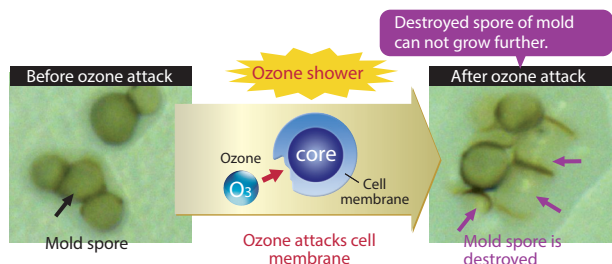 Destroyed spore of mold
can not grow further.
Before ozone attack
Ozone shower
After ozone attack
Ozone
O3
core
Cell
membrane
Mold spore
Ozone attacks cell
membrane
Mold spore is
destroyed